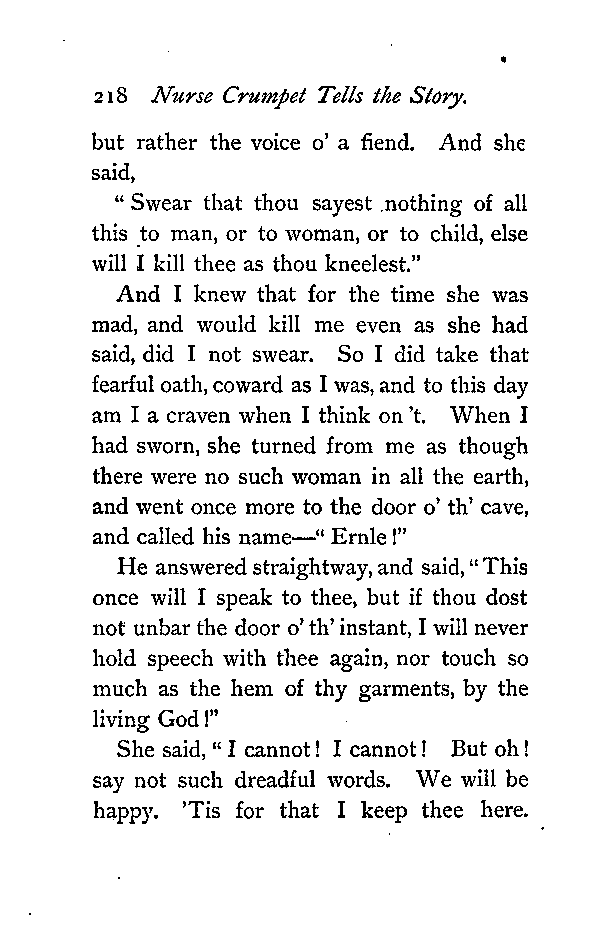 218 Nurse Crumpet Tells the Story.
but rather the voice o' a fiend. And she
said,
“ Swear that thou sayest nothing of all
this to man, or to woman, or to child, else
will I kill thee as thou kneelest.”
And I knew that for the time she was
mad, and would kill me even as she had
said, did I not swear. So I did take that
fearful oath, coward as I was, and to this day
am I a craven when I think on 't. When I
had sworn, she turned from me as though
there were no such woman in all the earth,
and went once more to the door o' th' cave,
and called his name—“ Ernle !”
He answered straightway, and said, “ This
once will I speak to thee, but if thou dost
not unbar the door o' th' instant, I will never
hold speech with thee again, nor touch so
much as the hem of thy garments, by the
living God !”
She said, “ I cannot ! I cannot ! But oh !
say not such dreadful words. We will be
happy. 'Tis for that I keep thee here.